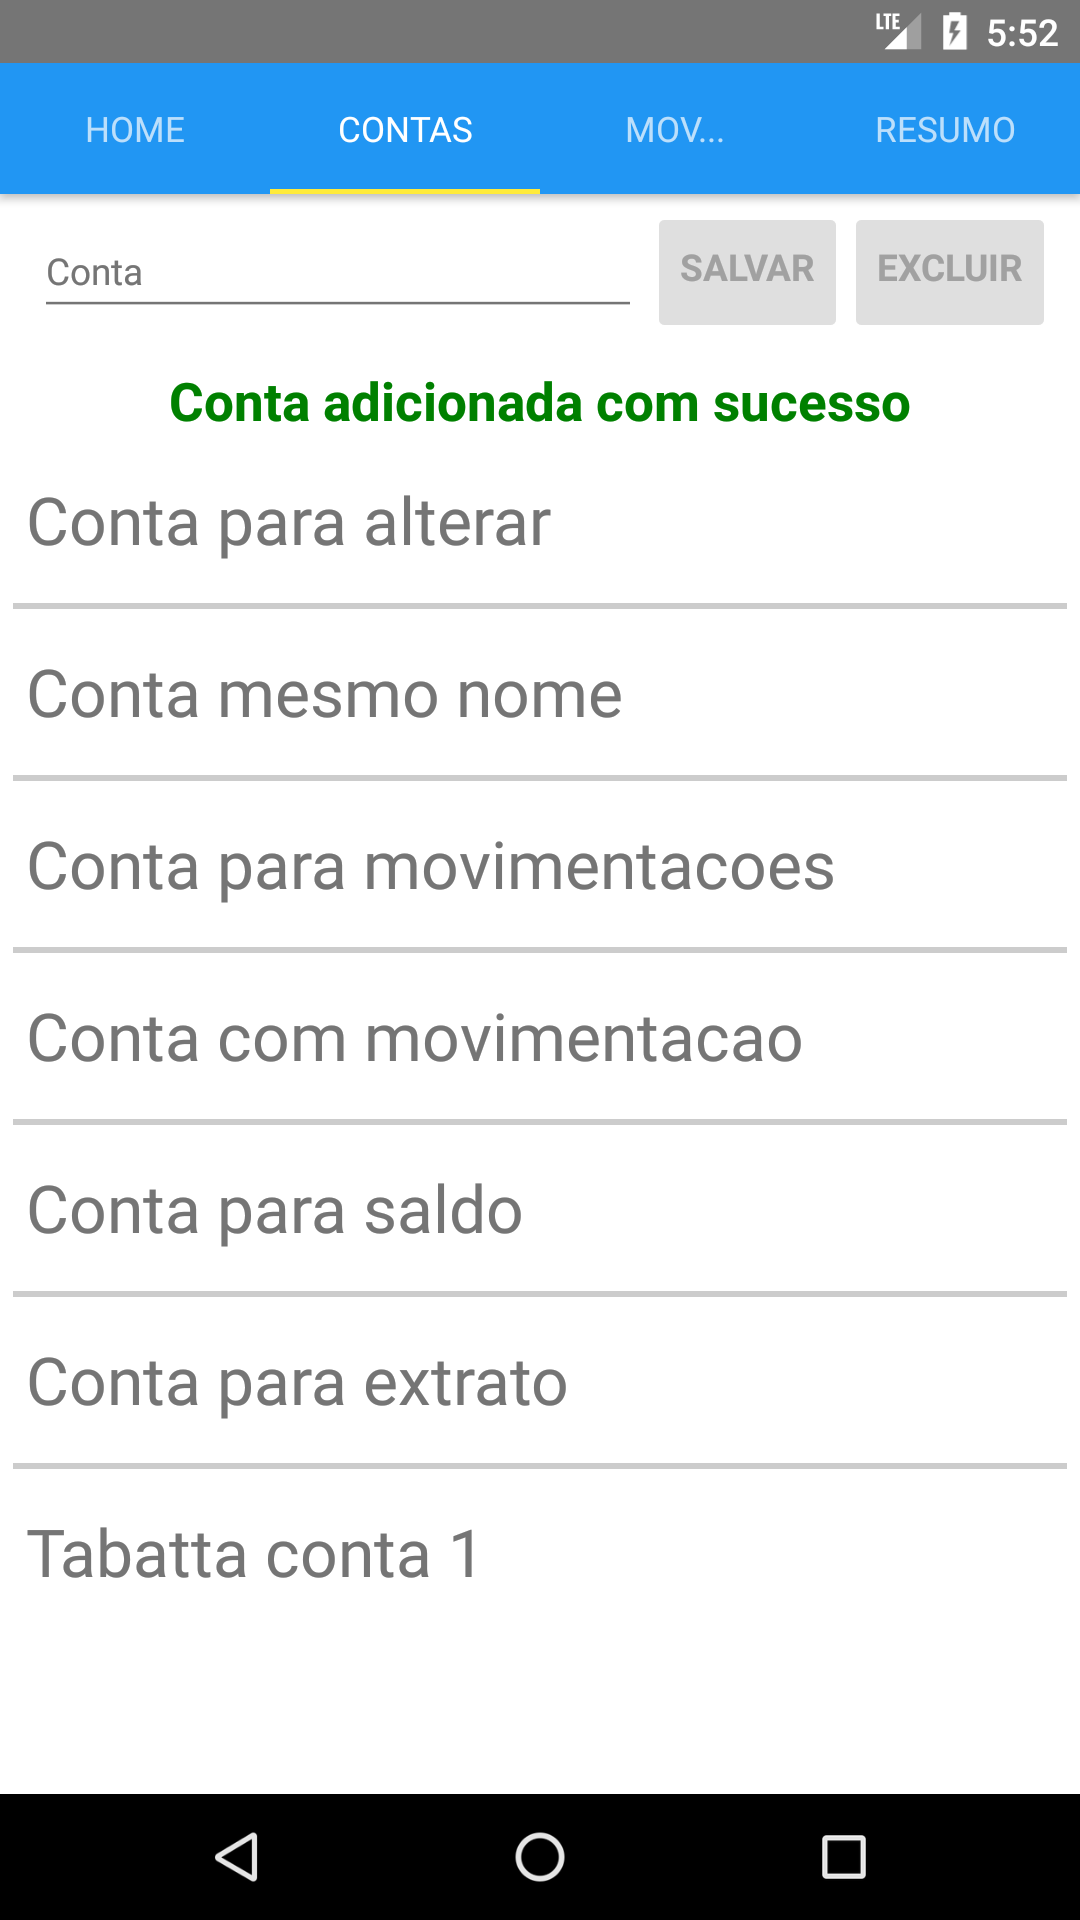 LTE 5:52
HOME CONTAS MOV... RESUMO
Conta SALVAR EXCLUIR
Conta adicionada com sucesso
Conta para alterar
Conta mesmo nome
Conta para movimentacoes
Conta com movimentacao
Conta para saldo
Conta para extrato
Tabatta conta 1